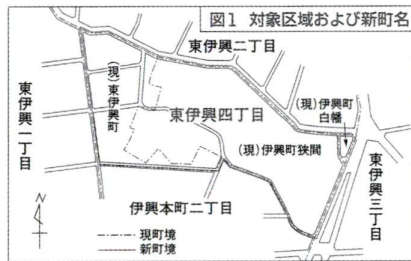 図1 対象区域および新町名
東伊興二丁目
(現)東伊興町
(現)伊興町
白幡
東伊興四丁目
東伊興一丁目
(現)伊興町狭間
東伊興三丁目
伊興本町二丁目
現町境
新町境